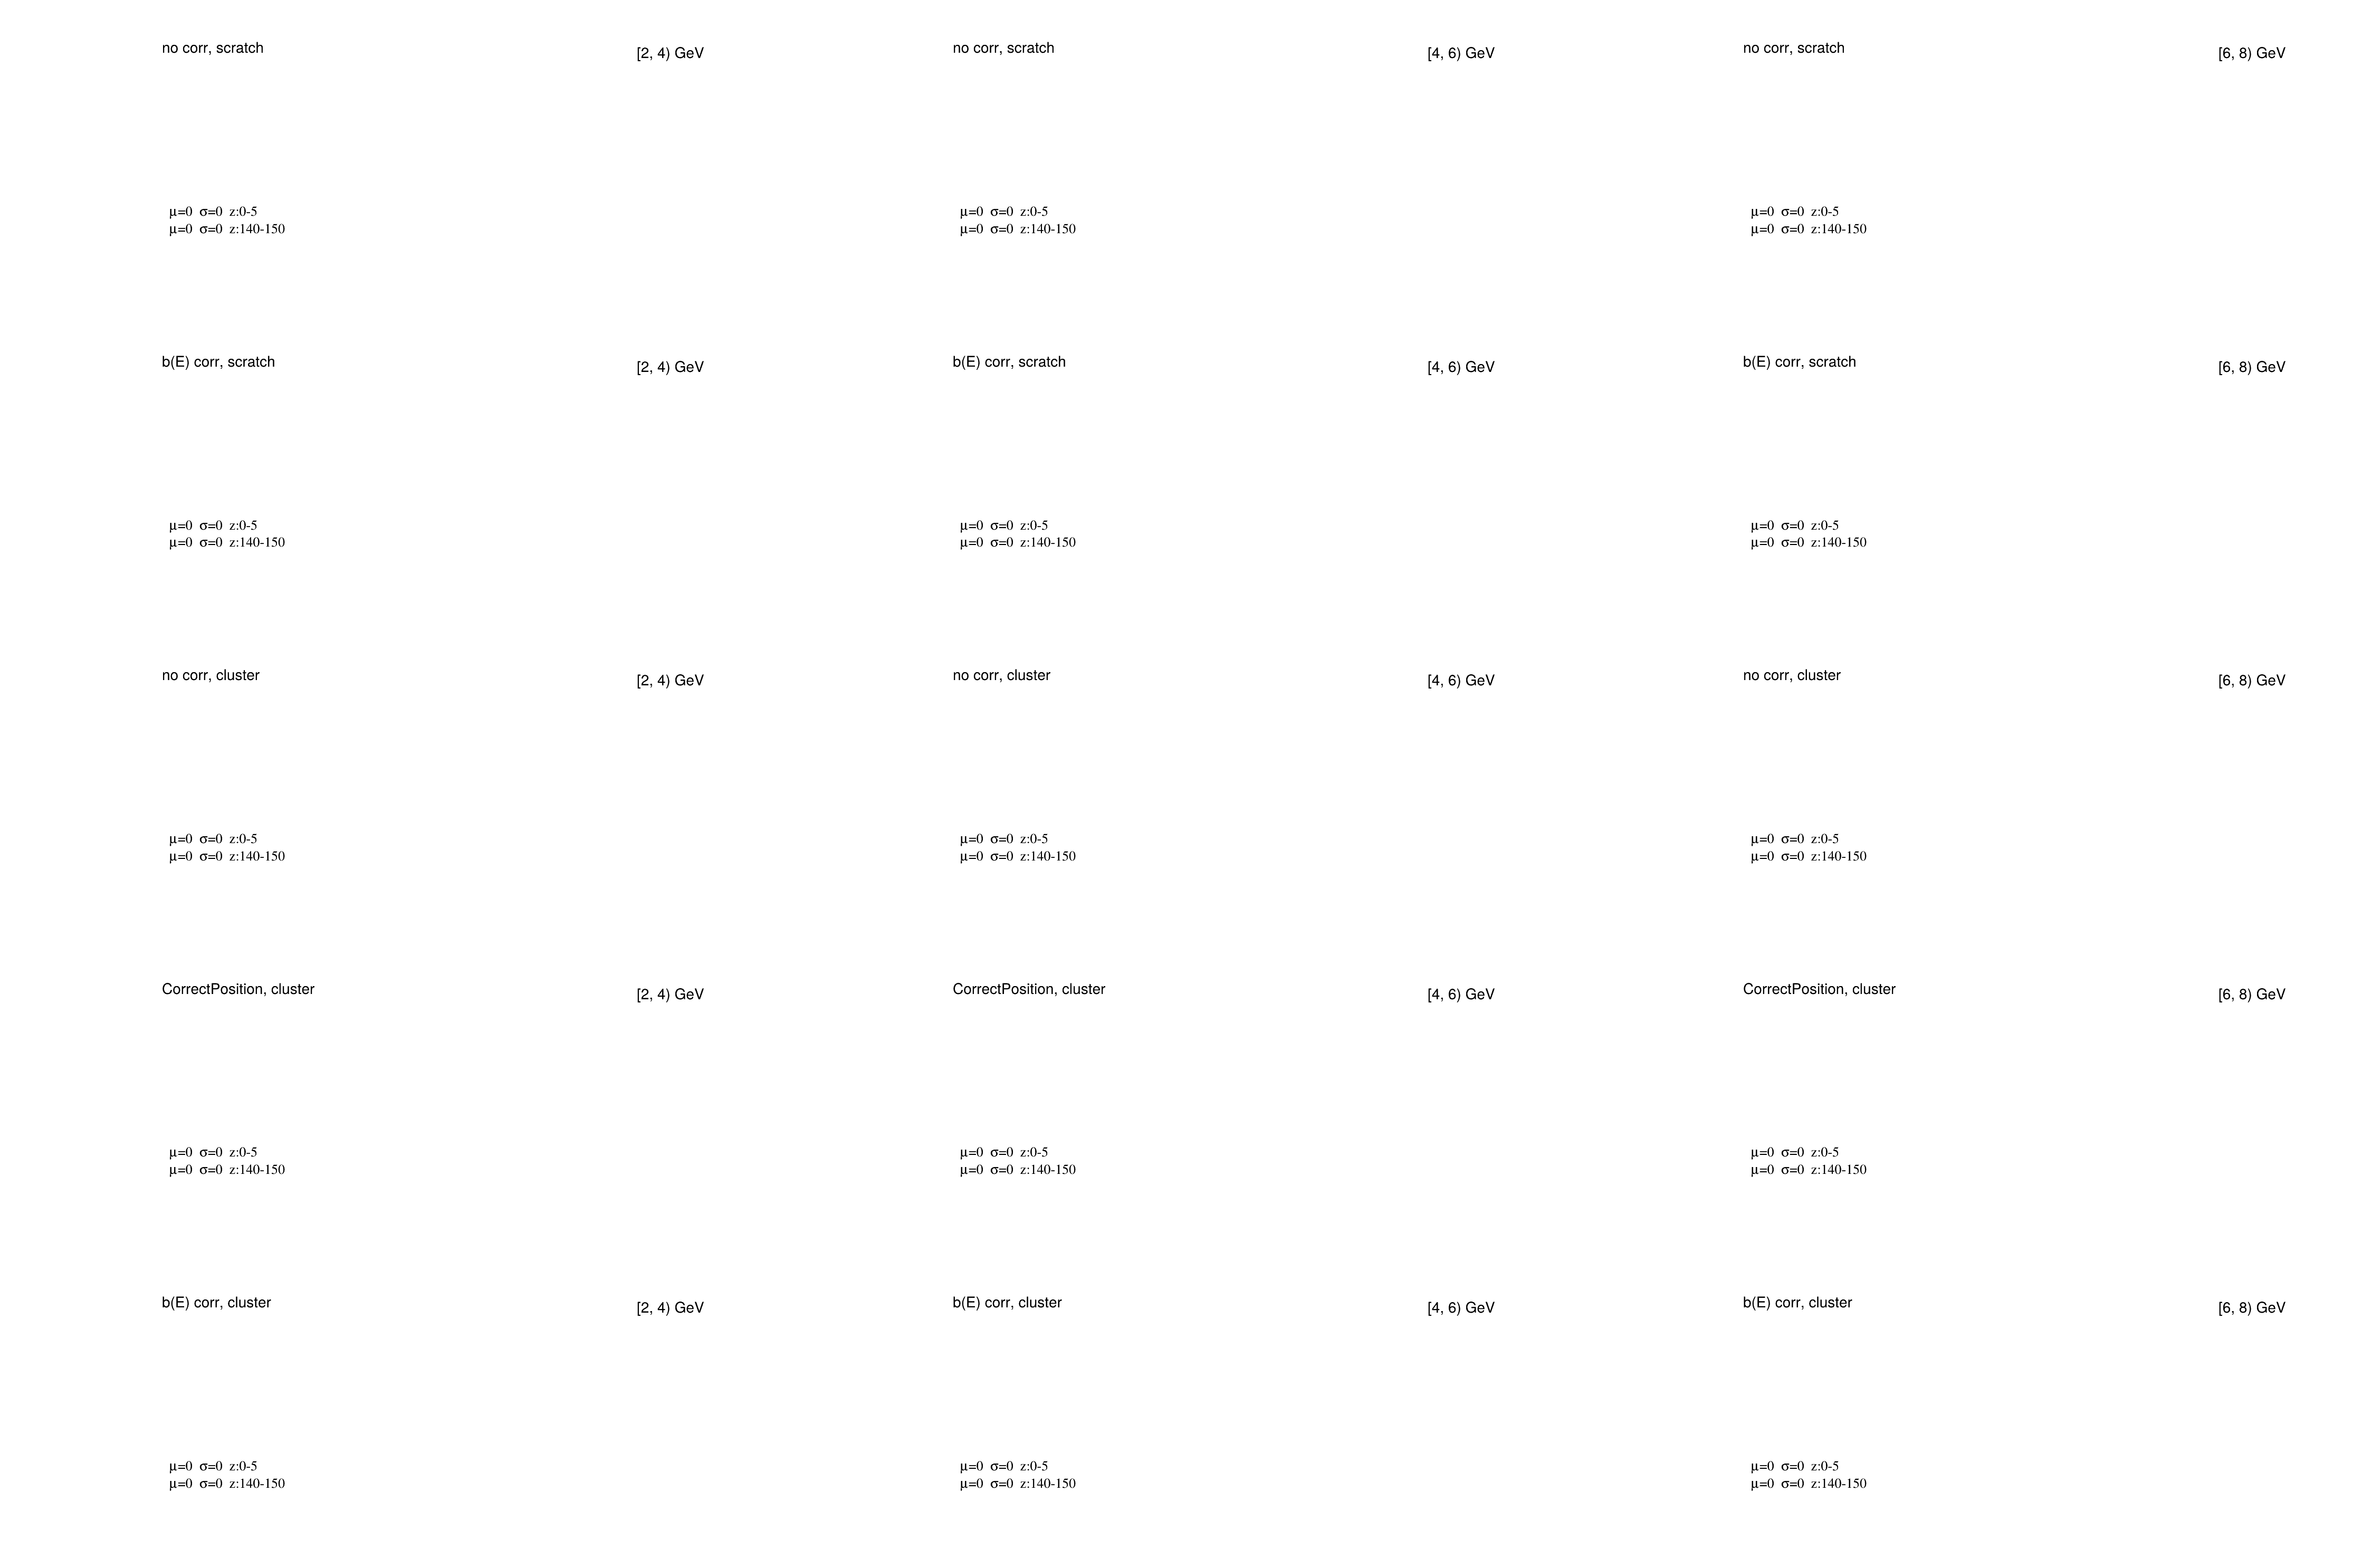 no corr, scratch [2, 4) GeV no corr, scratch [4, 6) GeV no corr, scratch [6, 8) GeV
μ=0 σ=0 z:0-5 μ=0 σ=0 z:0-5 μ=0 σ=0 z:0-5
μ=0 σ=0 z:140-150 μ=0 σ=0 z:140-150 μ=0 σ=0 z:140-150
b(E) corr, scratch [2, 4) GeV b(E) corr, scratch [4, 6) GeV b(E) corr, scratch [6, 8) GeV
μ=0 σ=0 z:0-5 μ=0 σ=0 z:0-5 μ=0 σ=0 z:0-5
μ=0 σ=0 z:140-150 μ=0 σ=0 z:140-150 μ=0 σ=0 z:140-150
no corr, cluster [2, 4) GeV no corr, cluster [4, 6) GeV no corr, cluster [6, 8) GeV
μ=0 σ=0 z:0-5 μ=0 σ=0 z:0-5 μ=0 σ=0 z:0-5
μ=0 σ=0 z:140-150 μ=0 σ=0 z:140-150 μ=0 σ=0 z:140-150
CorrectPosition, cluster [2, 4) GeV CorrectPosition, cluster [4, 6) GeV CorrectPosition, cluster [6, 8) GeV
μ=0 σ=0 z:0-5 μ=0 σ=0 z:0-5 μ=0 σ=0 z:0-5
μ=0 σ=0 z:140-150 μ=0 σ=0 z:140-150 μ=0 σ=0 z:140-150
b(E) corr, cluster [2, 4) GeV b(E) corr, cluster [4, 6) GeV b(E) corr, cluster [6, 8) GeV
μ=0 σ=0 z:0-5 μ=0 σ=0 z:0-5 μ=0 σ=0 z:0-5
μ=0 σ=0 z:140-150 μ=0 σ=0 z:140-150 μ=0 σ=0 z:140-150